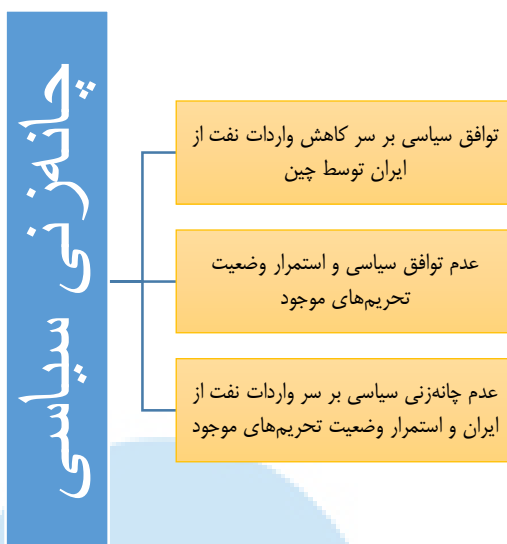 چانه‌زنی سیاسی
توافق سیاسی بر سر کاهش واردات نفت از
ایران توسط چین
عدم توافق سیاسی و استمرار وضعیت
تحریم‌های موجود
عدم چانه‌زنی سیاسی بر سر واردات نفت از
ایران و استمرار وضعیت تحریم‌های موجود